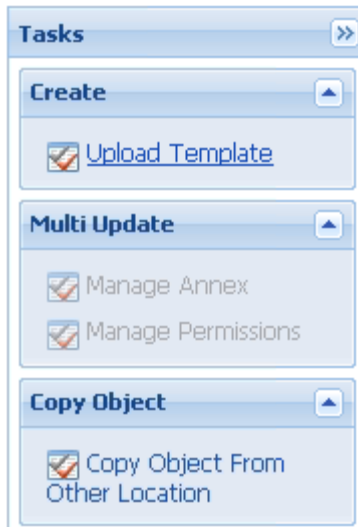 Tasks
Create
Upload Template
Multi Update
Manage Annex
Manage Permissions
Copy Object
Copy Object From
Other Location